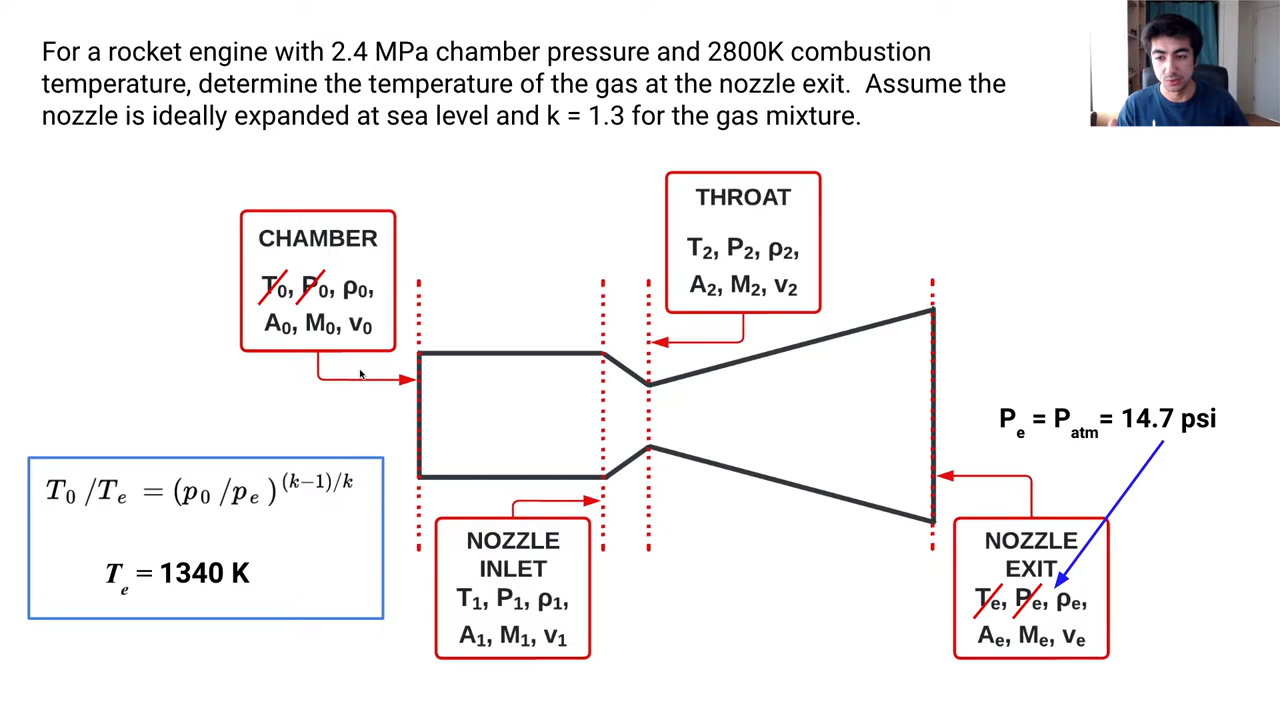 For a rocket engine with 2.4 MPa chamber pressure and 2800K combustion
temperature, determine the temperature of the gas at the nozzle exit. Assume the
nozzle is ideally expanded at sea level and k = 1.3 for the gas mixture.
THROAT
T₂, P₂, ρ₂,
A₂, M₂, v₂
CHAMBER
T₀, P₀, ρ₀,
A₀, M₀, v₀
Pₑ = Pₐₜₘ = 14.7 psi
T₀ /Tₑ = (p₀ /pₑ )^(k−1)/k
Tₑ = 1340 K
NOZZLE
INLET
T₁, P₁, ρ₁,
A₁, M₁, v₁
NOZZLE
EXIT
Tₑ, Pₑ, ρₑ,
Aₑ, Mₑ, vₑ